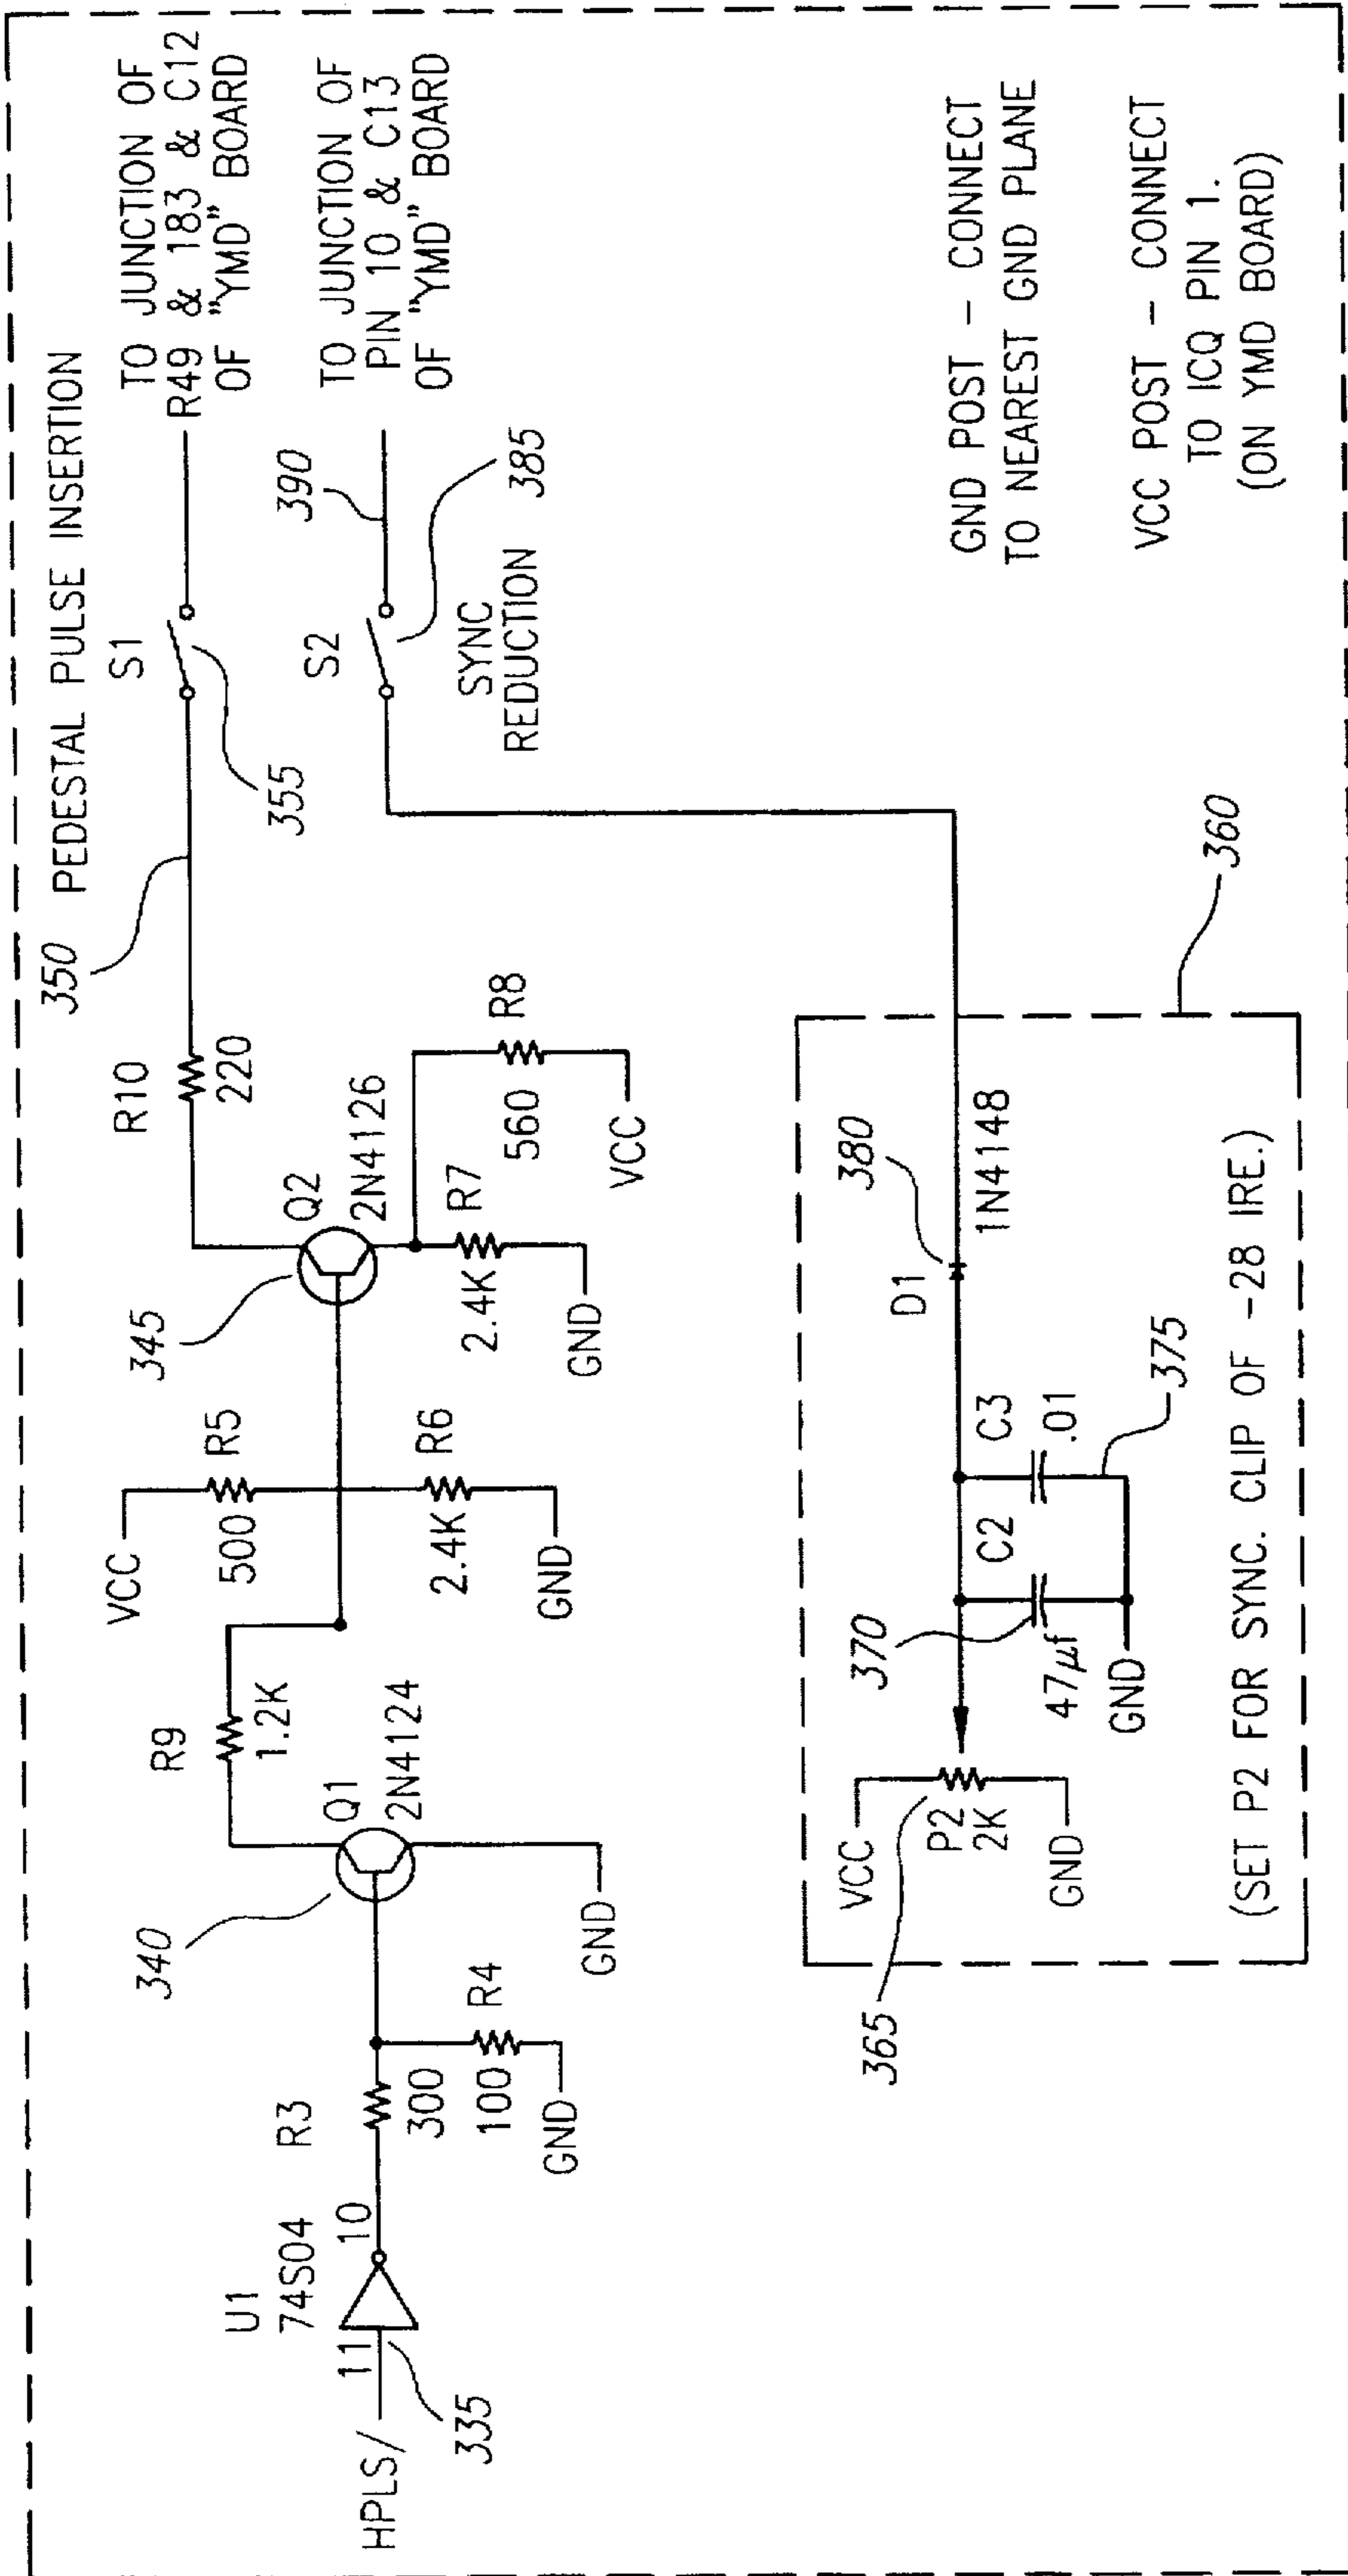 350 PEDESTAL PULSE INSERTION
TO JUNCTION OF
R49 & 183 & C12
OF "YMD" BOARD
S1
355
R10
220
TO JUNCTION OF
PIN 10 & C13
OF "YMD" BOARD
390
S2
385
SYNC
REDUCTION
345
Q2
2N4126
R8
560
VCC
R7
2.4K
GND
VCC
R5
500
R6
2.4K
GND
R9
1.2K
340
Q1
2N4124
GND
R3
300
R4
100
GND
U1
74S04
11
10
HPLS/
335
360
VCC
P2
2K
GND
365
370
C2
47μf
GND
C3
.01
375
D1
380
1N4148
(SET P2 FOR SYNC. CLIP OF -28 IRE.)
GND POST - CONNECT
TO NEAREST GND PLANE
VCC POST - CONNECT
TO ICQ PIN 1.
(ON YMD BOARD)